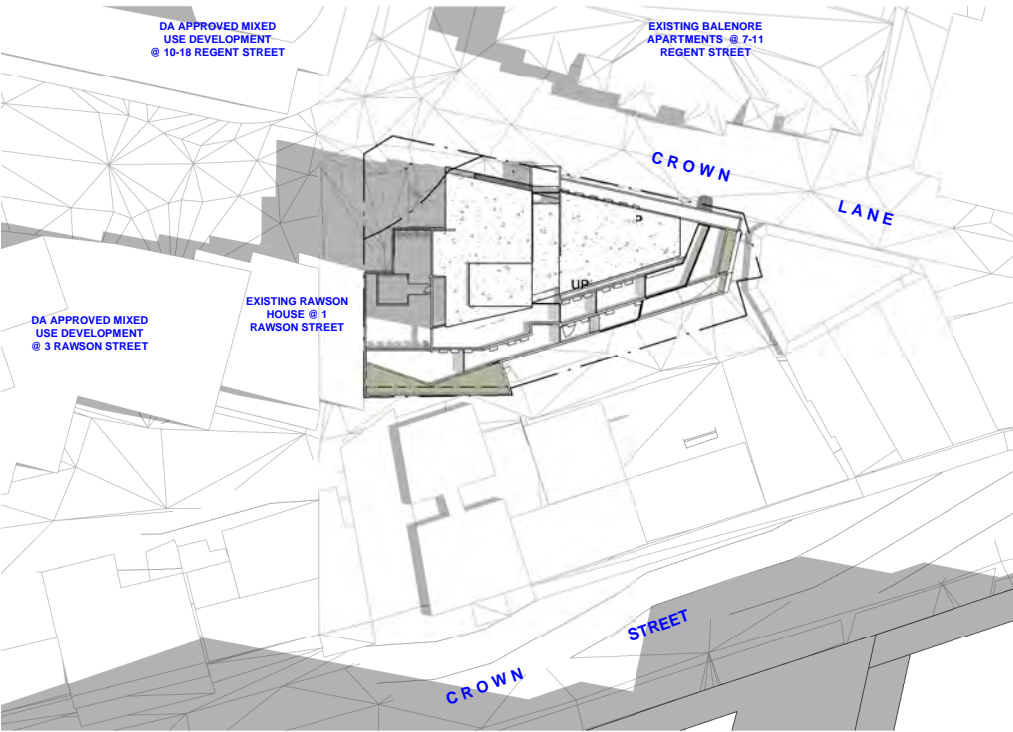 DA APPROVED MIXED
USE DEVELOPMENT
@ 10-18 REGENT STREET
EXISTING BALENORE
APARTMENTS @ 7-11
REGENT STREET
CROWN
LANE
P
UP
EXISTING RAWSON
HOUSE @ 1
RAWSON STREET
DA APPROVED MIXED
USE DEVELOPMENT
@ 3 RAWSON STREET
STREET
CROWN